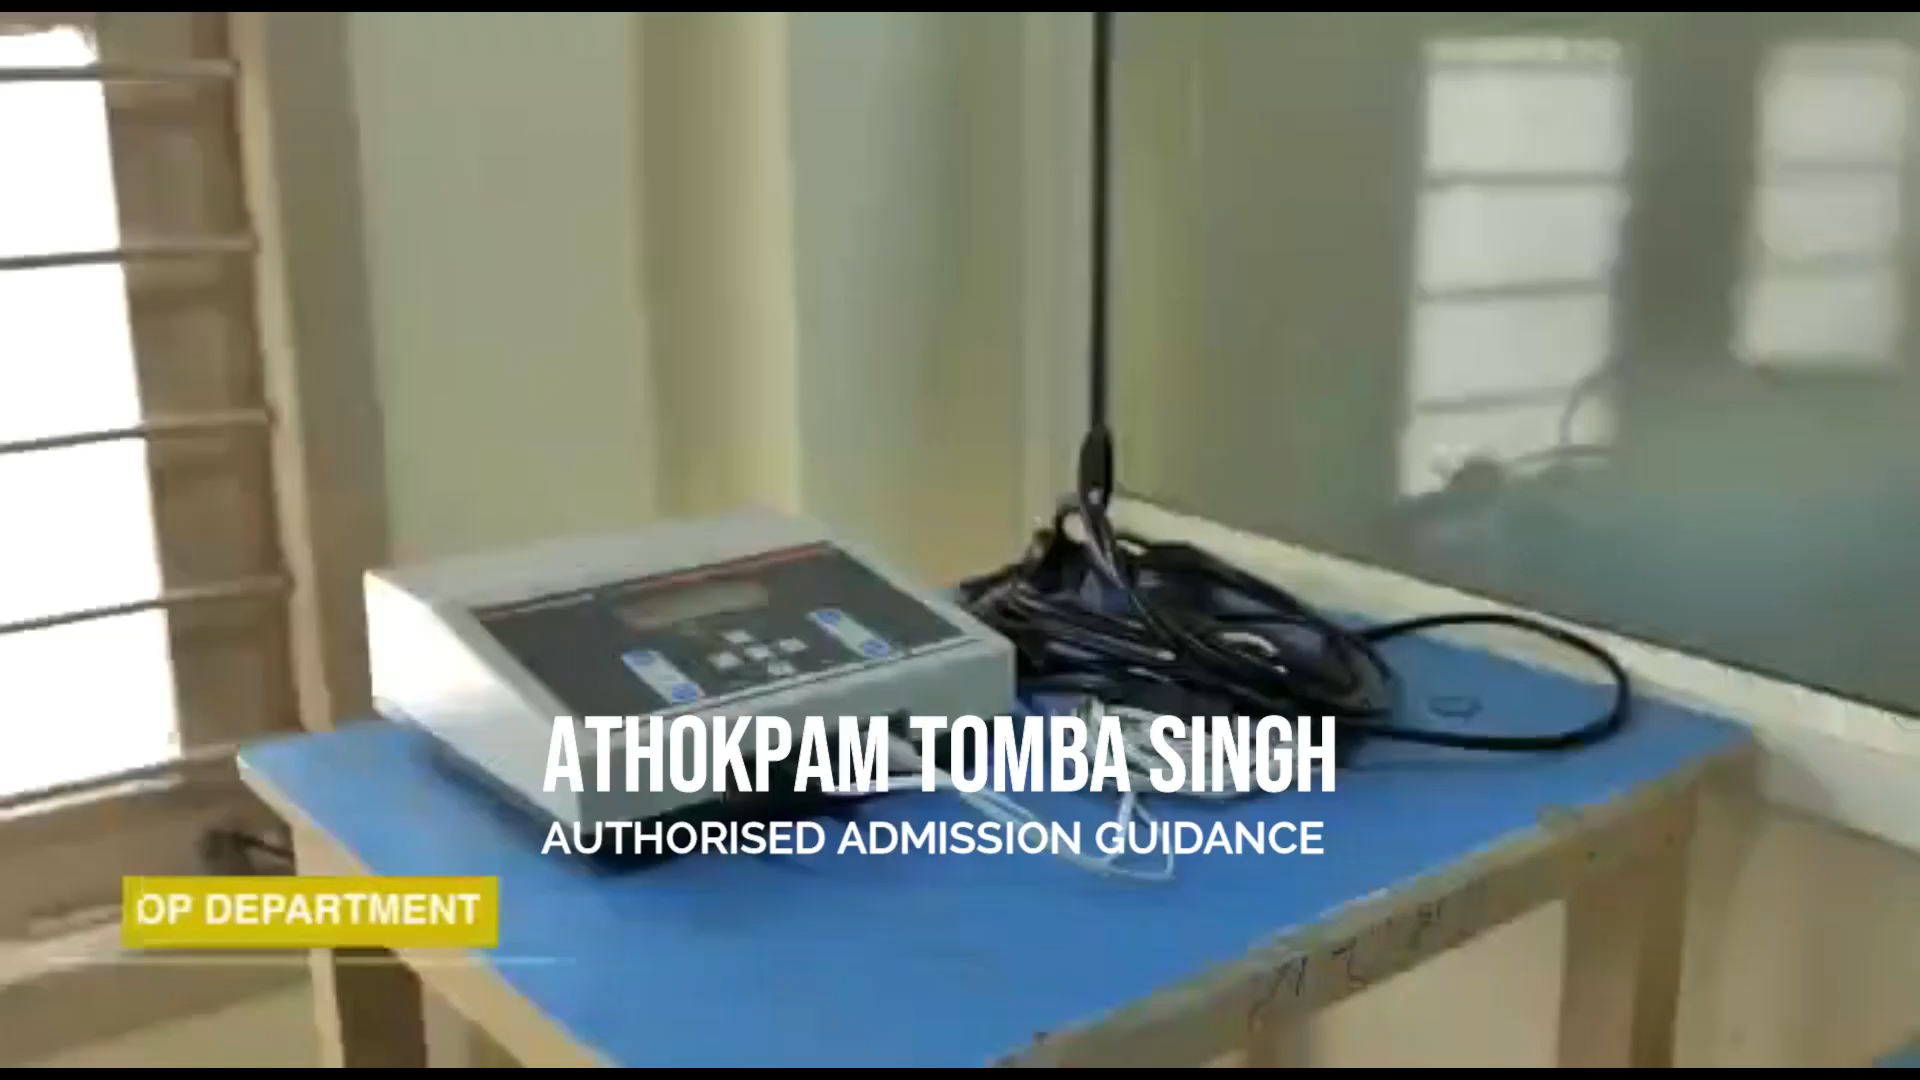 ATHOKPAM TOMBA SINGH
AUTHORISED ADMISSION GUIDANCE
OP DEPARTMENT